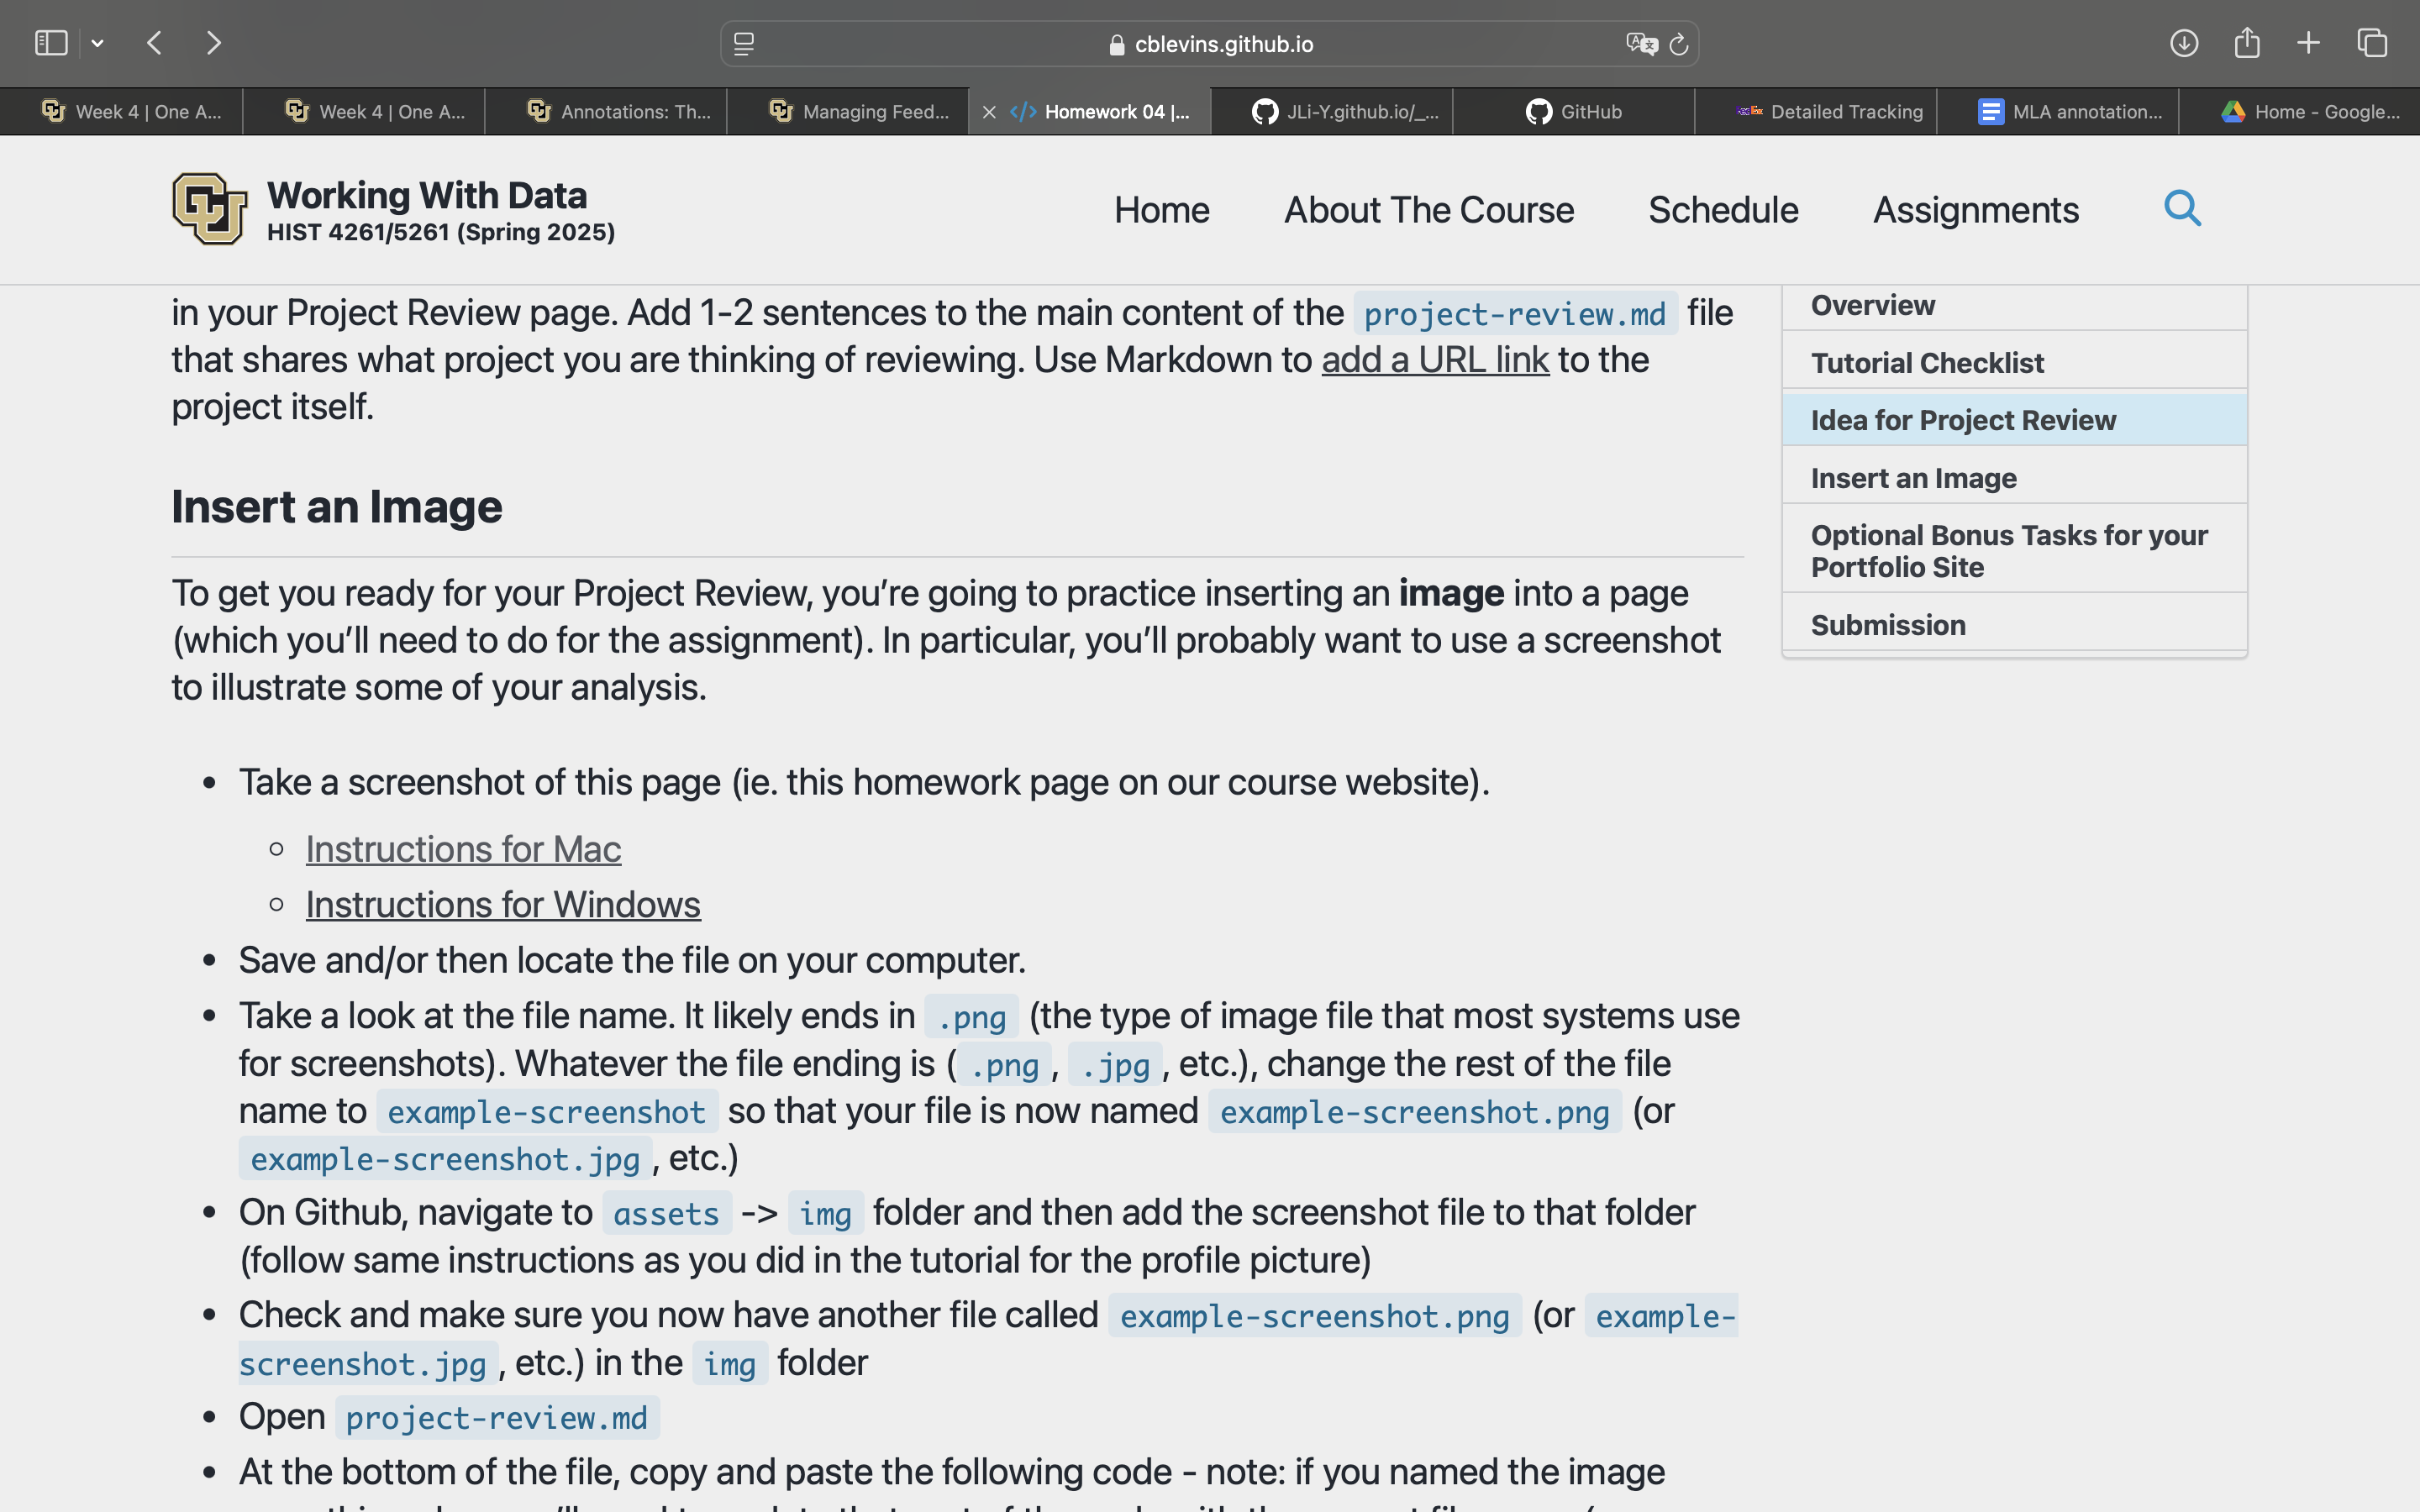 cblevins.github.io
Week 4 | One A...
Week 4 | One A...
Annotations: Th...
Managing Feed...
Homework 04 |...
JLi-Y.github.io/_...
GitHub
Detailed Tracking
MLA annotation...
Home - Google...
Working With Data
HIST 4261/5261 (Spring 2025)
Home
About The Course
Schedule
Assignments
in your Project Review page. Add 1-2 sentences to the main content of the project-review.md file
that shares what project you are thinking of reviewing. Use Markdown to add a URL link to the
project itself.
Insert an Image
To get you ready for your Project Review, you’re going to practice inserting an image into a page
(which you’ll need to do for the assignment). In particular, you’ll probably want to use a screenshot
to illustrate some of your analysis.
• Take a screenshot of this page (ie. this homework page on our course website).
◦ Instructions for Mac
◦ Instructions for Windows
• Save and/or then locate the file on your computer.
• Take a look at the file name. It likely ends in .png (the type of image file that most systems use
for screenshots). Whatever the file ending is ( .png , .jpg , etc.), change the rest of the file
name to example-screenshot so that your file is now named example-screenshot.png (or
example-screenshot.jpg , etc.)
• On Github, navigate to assets -> img folder and then add the screenshot file to that folder
(follow same instructions as you did in the tutorial for the profile picture)
• Check and make sure you now have another file called example-screenshot.png (or example-
screenshot.jpg , etc.) in the img folder
• Open project-review.md
• At the bottom of the file, copy and paste the following code - note: if you named the image
Overview
Tutorial Checklist
Idea for Project Review
Insert an Image
Optional Bonus Tasks for your
Portfolio Site
Submission